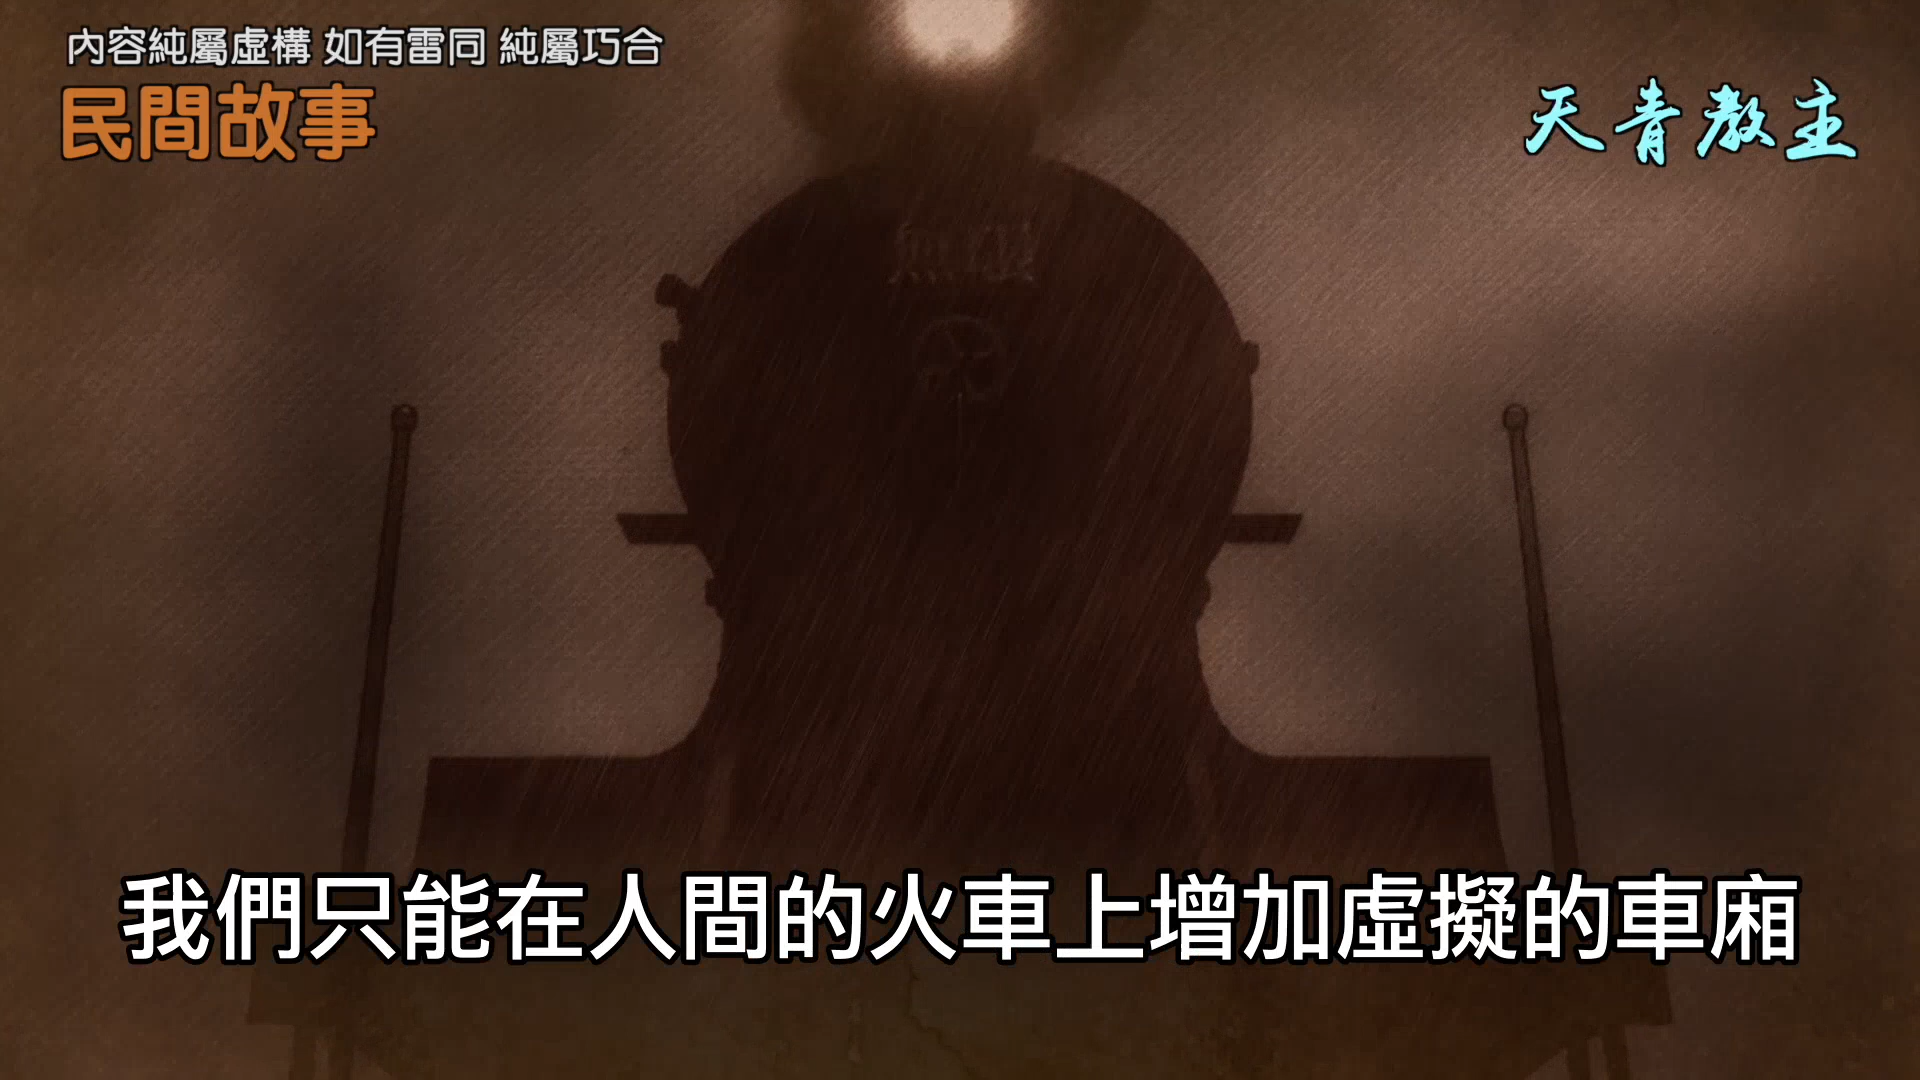 內容純屬虛構 如有雷同 純屬巧合
民間故事
天青教主
無限
我們只能在人間的火車上增加虛擬的車廂